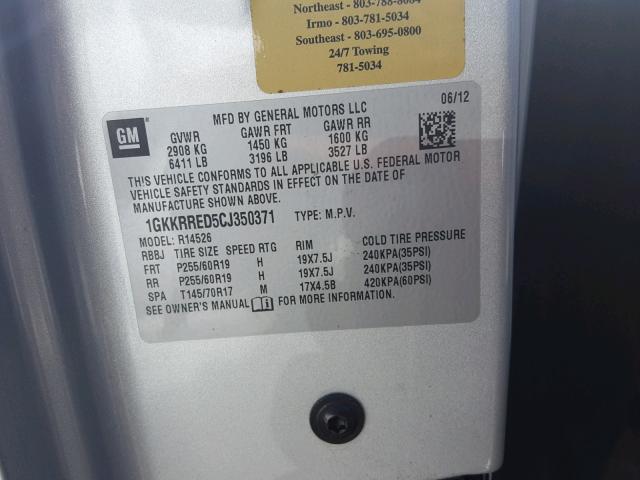 Northeast - 803-788-8084
Irmo - 803-781-5034
Southeast - 803-695-0800
24/7 Towing
781-5034
MFD BY GENERAL MOTORS LLC
06/12
GM
GVWR GAWR FRT GAWR RR
2908 KG 1450 KG 1600 KG
6411 LB 3196 LB 3527 LB
THIS VEHICLE CONFORMS TO ALL APPLICABLE U.S. FEDERAL MOTOR
VEHICLE SAFETY STANDARDS IN EFFECT ON THE DATE OF
MANUFACTURE SHOWN ABOVE.
1GKKRRED5CJ350371 TYPE: M.P.V.
MODEL: R14526
RBBJ TIRE SIZE SPEED RTG RIM COLD TIRE PRESSURE
FRT P255/60R19 H 19X7.5J 240KPA(35PSI)
RR P255/60R19 H 19X7.5J 240KPA(35PSI)
SPA T145/70R17 M 17X4.5B 420KPA(60PSI)
SEE OWNER'S MANUAL FOR MORE INFORMATION.